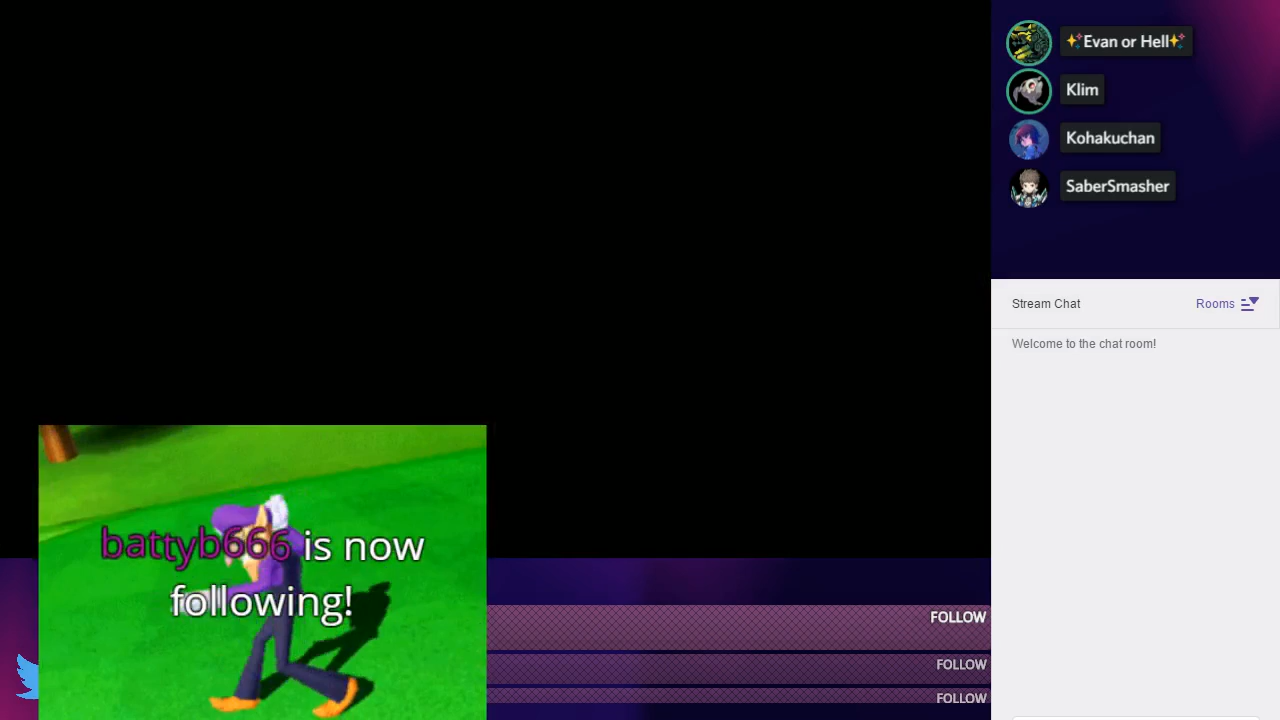 ✨Evan or Hell✨
Klim
Kohakuchan
SaberSmasher
Stream Chat
Rooms
Welcome to the chat room!
battyb666 is now
following!
FOLLOW
FOLLOW
FOLLOW